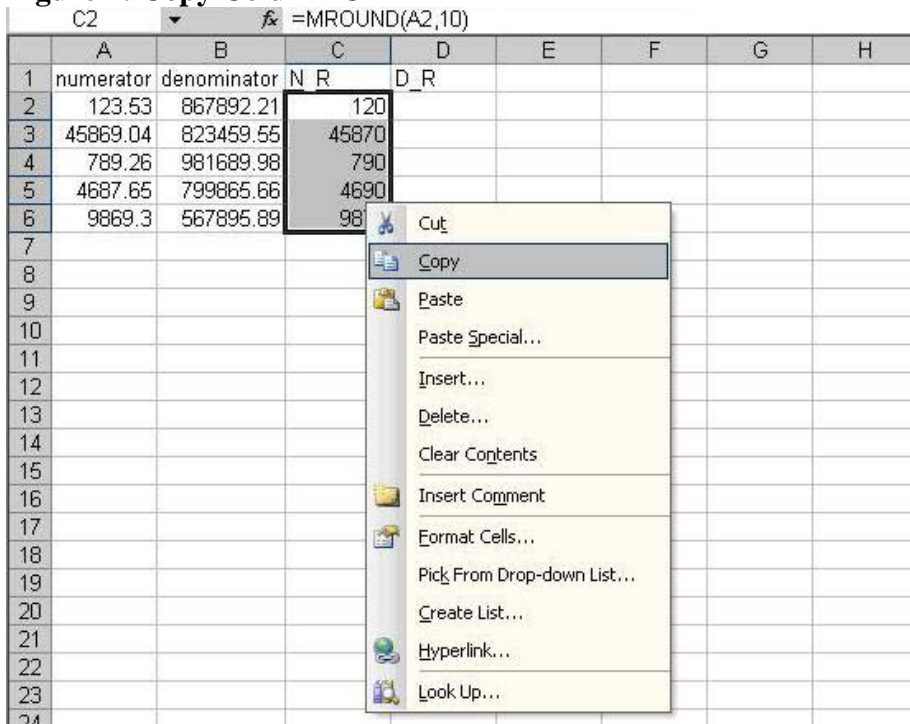 C2 fx =MROUND(A2,10)
A B C D E F G H
1 numerator denominator N_R D_R
2 123.53 867892.21 120
3 45869.04 823459.55 45870
4 789.26 981689.98 790
5 4687.65 799865.66 4690
6 9869.3 567895.89
7
8
9
10
11
12
13
14
15
16
17
18
19
20
21
22
23
Cut
Copy
Paste
Paste Special...
Insert...
Delete...
Clear Contents
Insert Comment
Format Cells...
Pick From Drop-down List...
Create List...
Hyperlink...
Look Up...